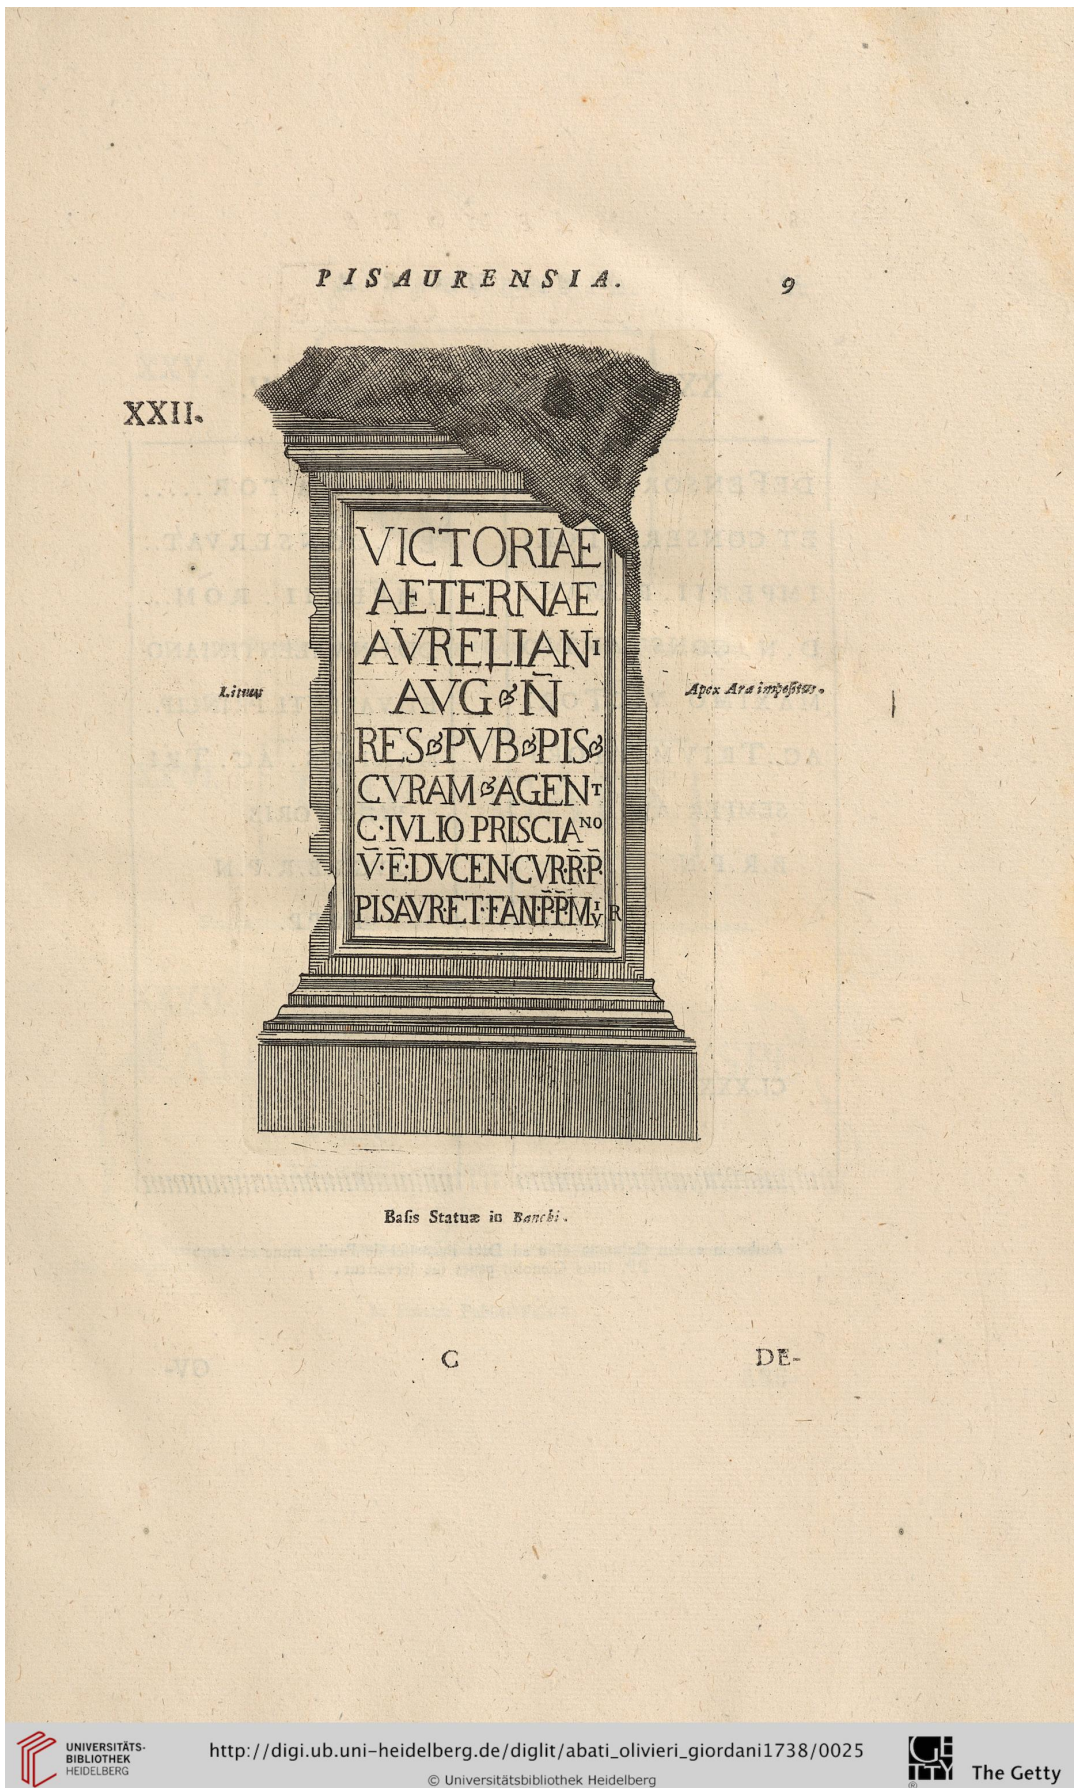 PISAURENSIA. 9
XXII.
VICTORIAE
AETERNAE
AVRELIANI
AVG ❧ N̄
RES ❧ PVB ❧ PIS ❧
CVRAM ❧ AGENT
C·IVLIO PRISCIANO
V̄·Ē·DVCEN·CVR·R̄·P̄·
PISAVR·ET·FAN·P̄·P̄·M IV R
Lituus
Apex Aræ impositus.
Basis Statuæ in Banchi.
C
DE-
UNIVERSITÄTS-
BIBLIOTHEK
HEIDELBERG
http://digi.ub.uni-heidelberg.de/diglit/abati_olivieri_giordani1738/0025
© Universitätsbibliothek Heidelberg
The Getty